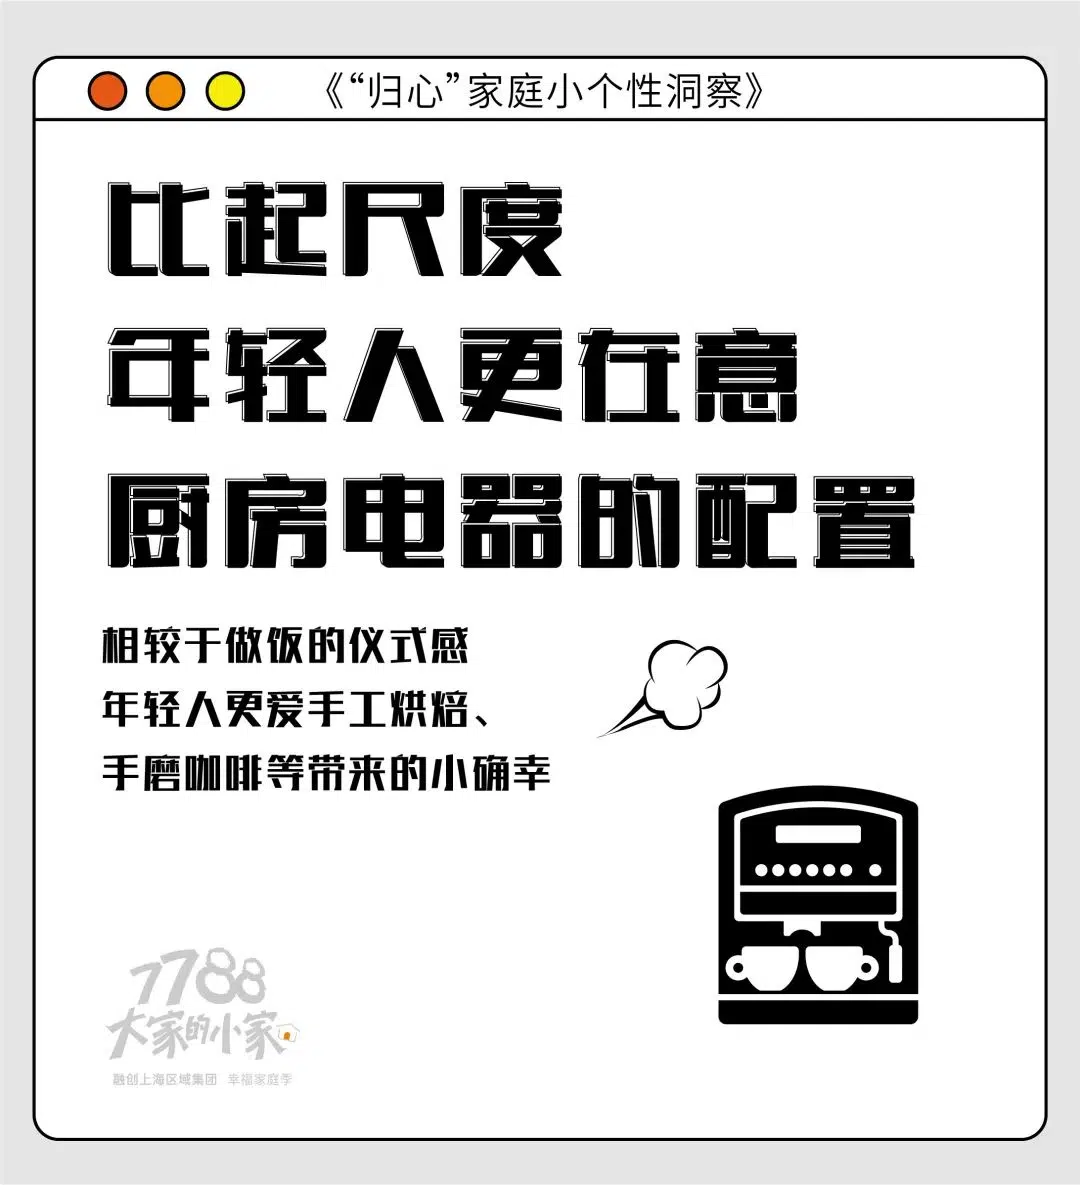 《“归心”家庭小个性洞察》
比起尺度
年轻人更在意
厨房电器的配置
相较于做饭的仪式感
年轻人更爱手工烘焙、
手磨咖啡等带来的小确幸
7788
大家的小家
融创上海区域集团 幸福家庭季